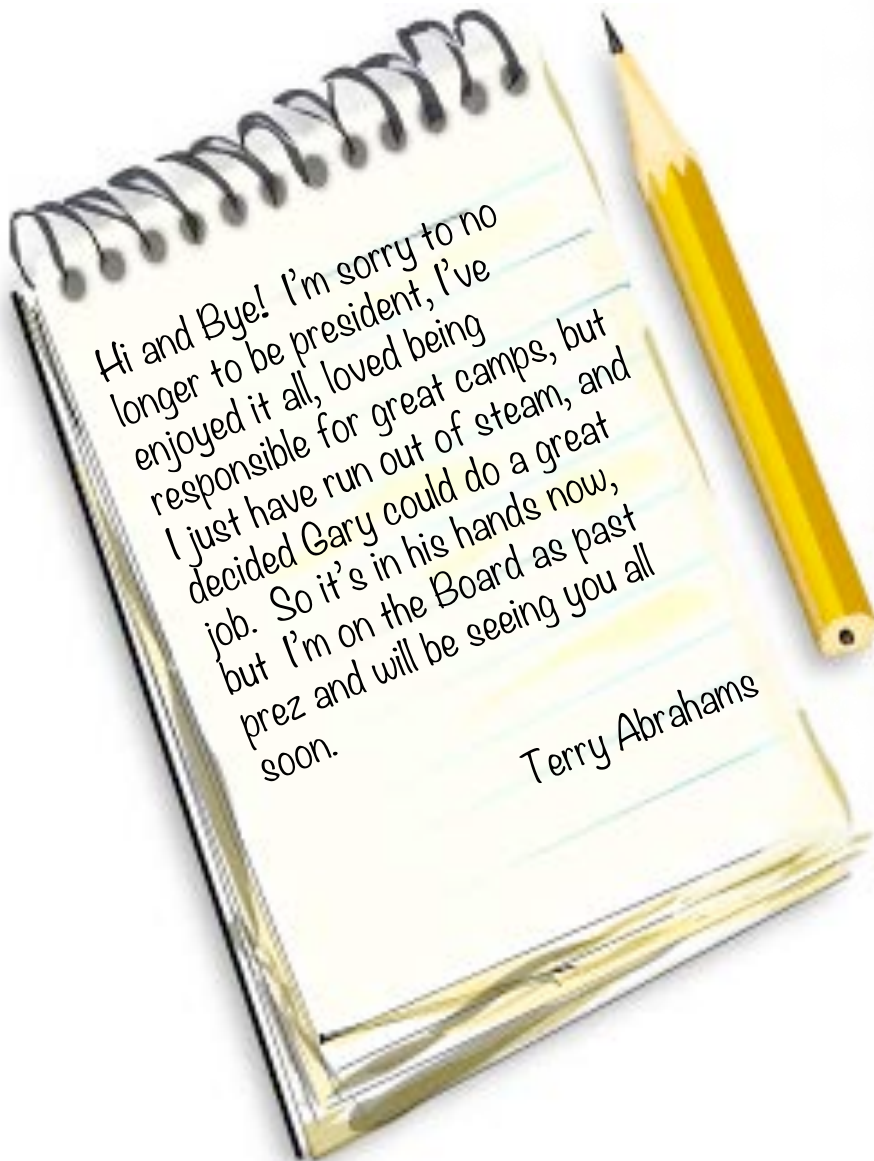 Hi and Bye!  I'm sorry to no
longer to be president, I've
enjoyed it all, loved being
responsible for great camps, but
I just have run out of steam, and
decided Gary could do a great
job.  So it's in his hands now,
but  I'm on the Board as past
prez and will be seeing you all
soon.
Terry Abrahams